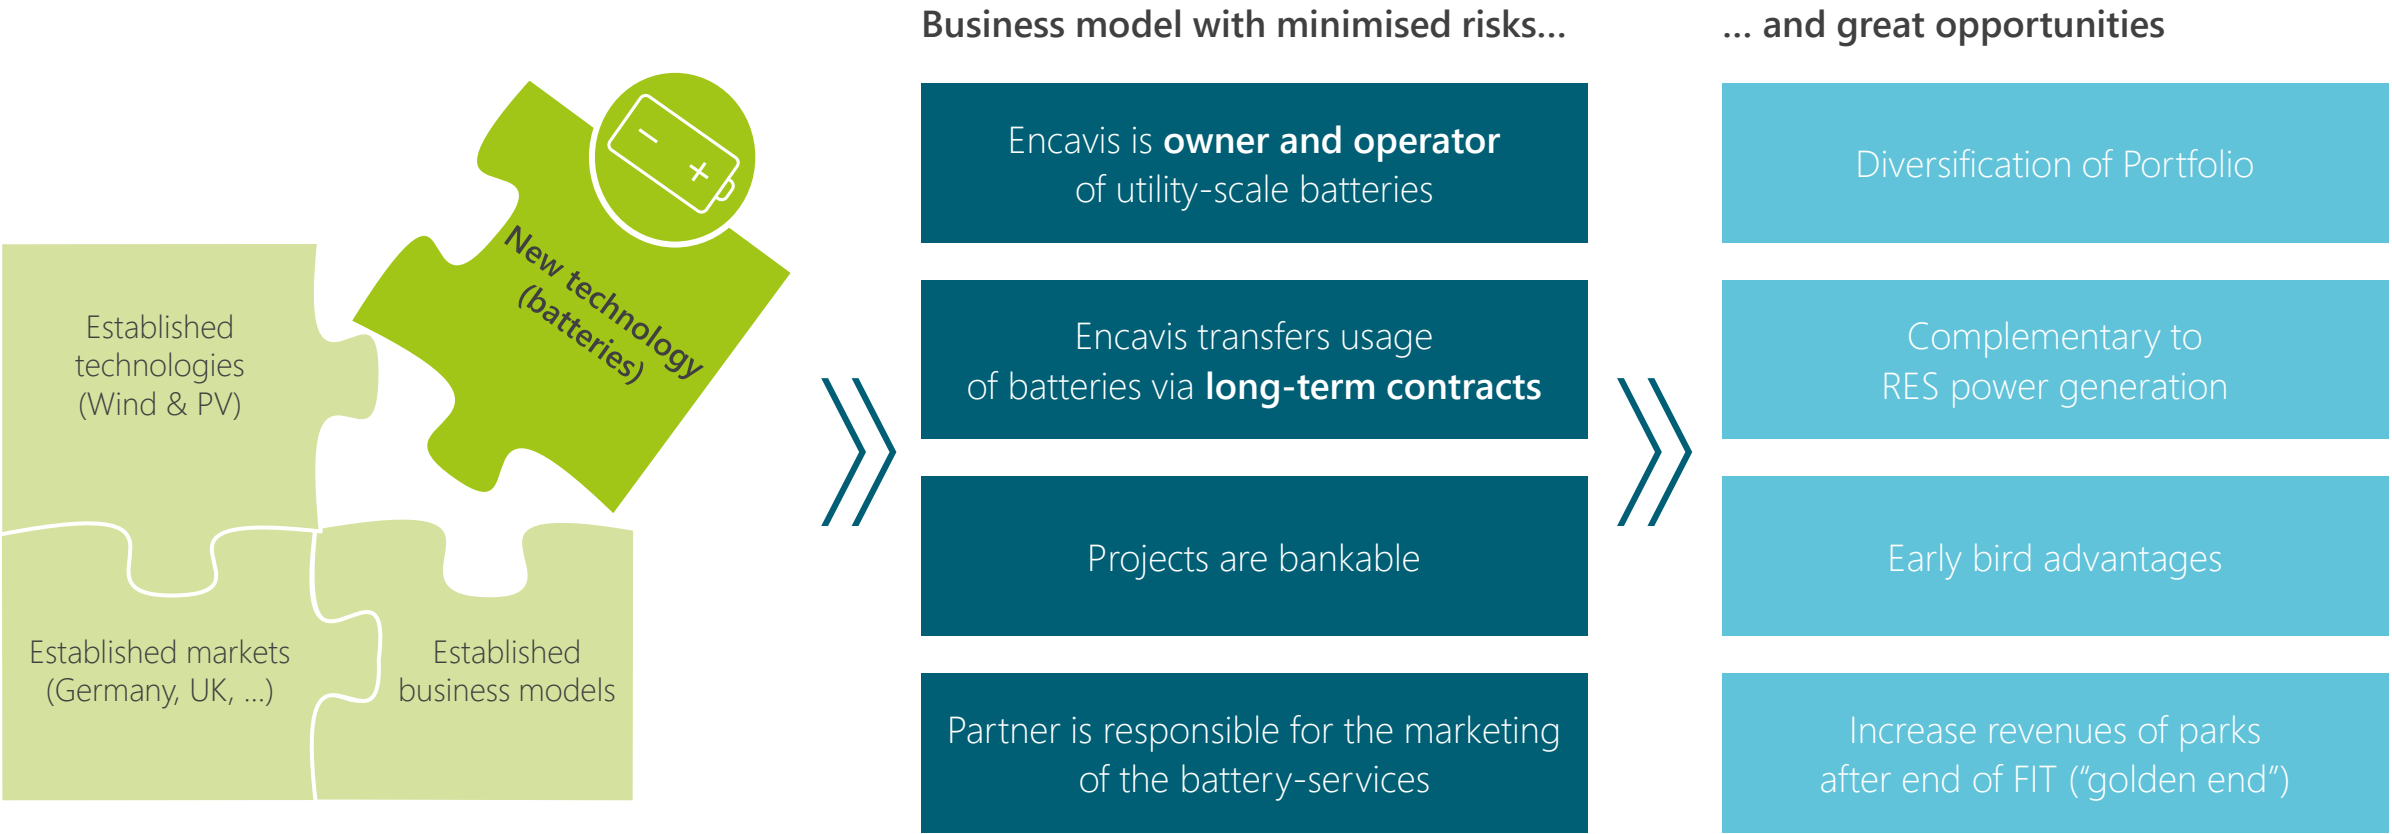 Business model with minimised risks...
... and great opportunities
New technology
(batteries)
Established
technologies
(Wind & PV)
Established markets
(Germany, UK, ...)
Established
business models
Encavis is owner and operator
of utility-scale batteries
Encavis transfers usage
of batteries via long-term contracts
Projects are bankable
Partner is responsible for the marketing
of the battery-services
Diversification of Portfolio
Complementary to
RES power generation
Early bird advantages
Increase revenues of parks
after end of FIT (“golden end”)